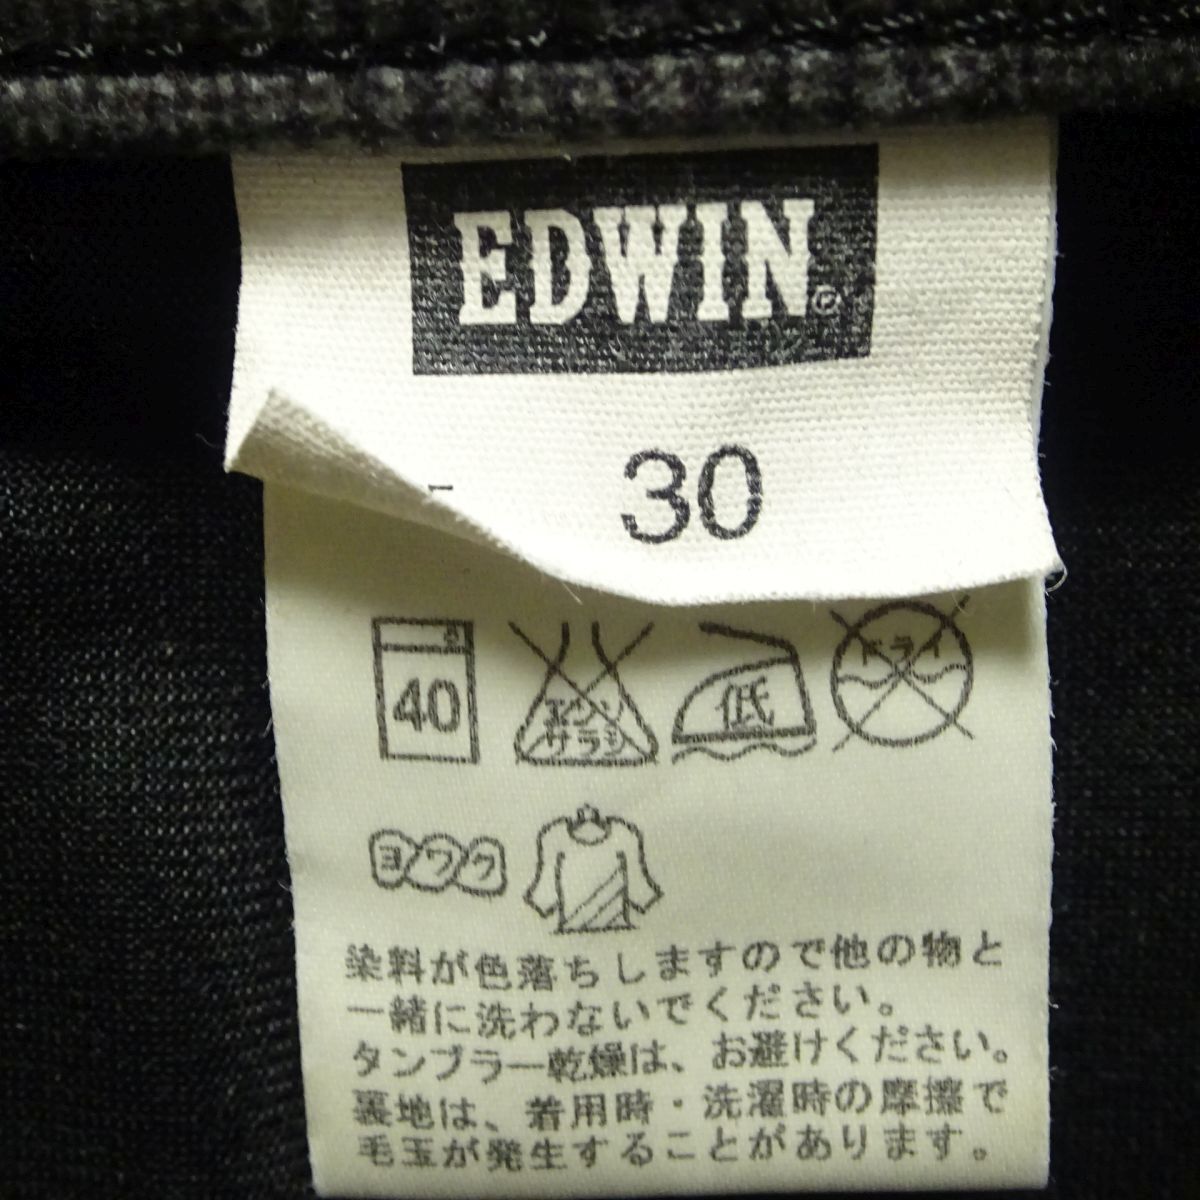 EDWIN®
30
40
エンソ
サラシ
低
ドライ
ヨワク
染料が色落ちしますので他の物と
一緒に洗わないでください。
タンブラー乾燥は、お避けください。
裏地は、着用時・洗濯時の摩擦で
毛玉が発生することがあります。